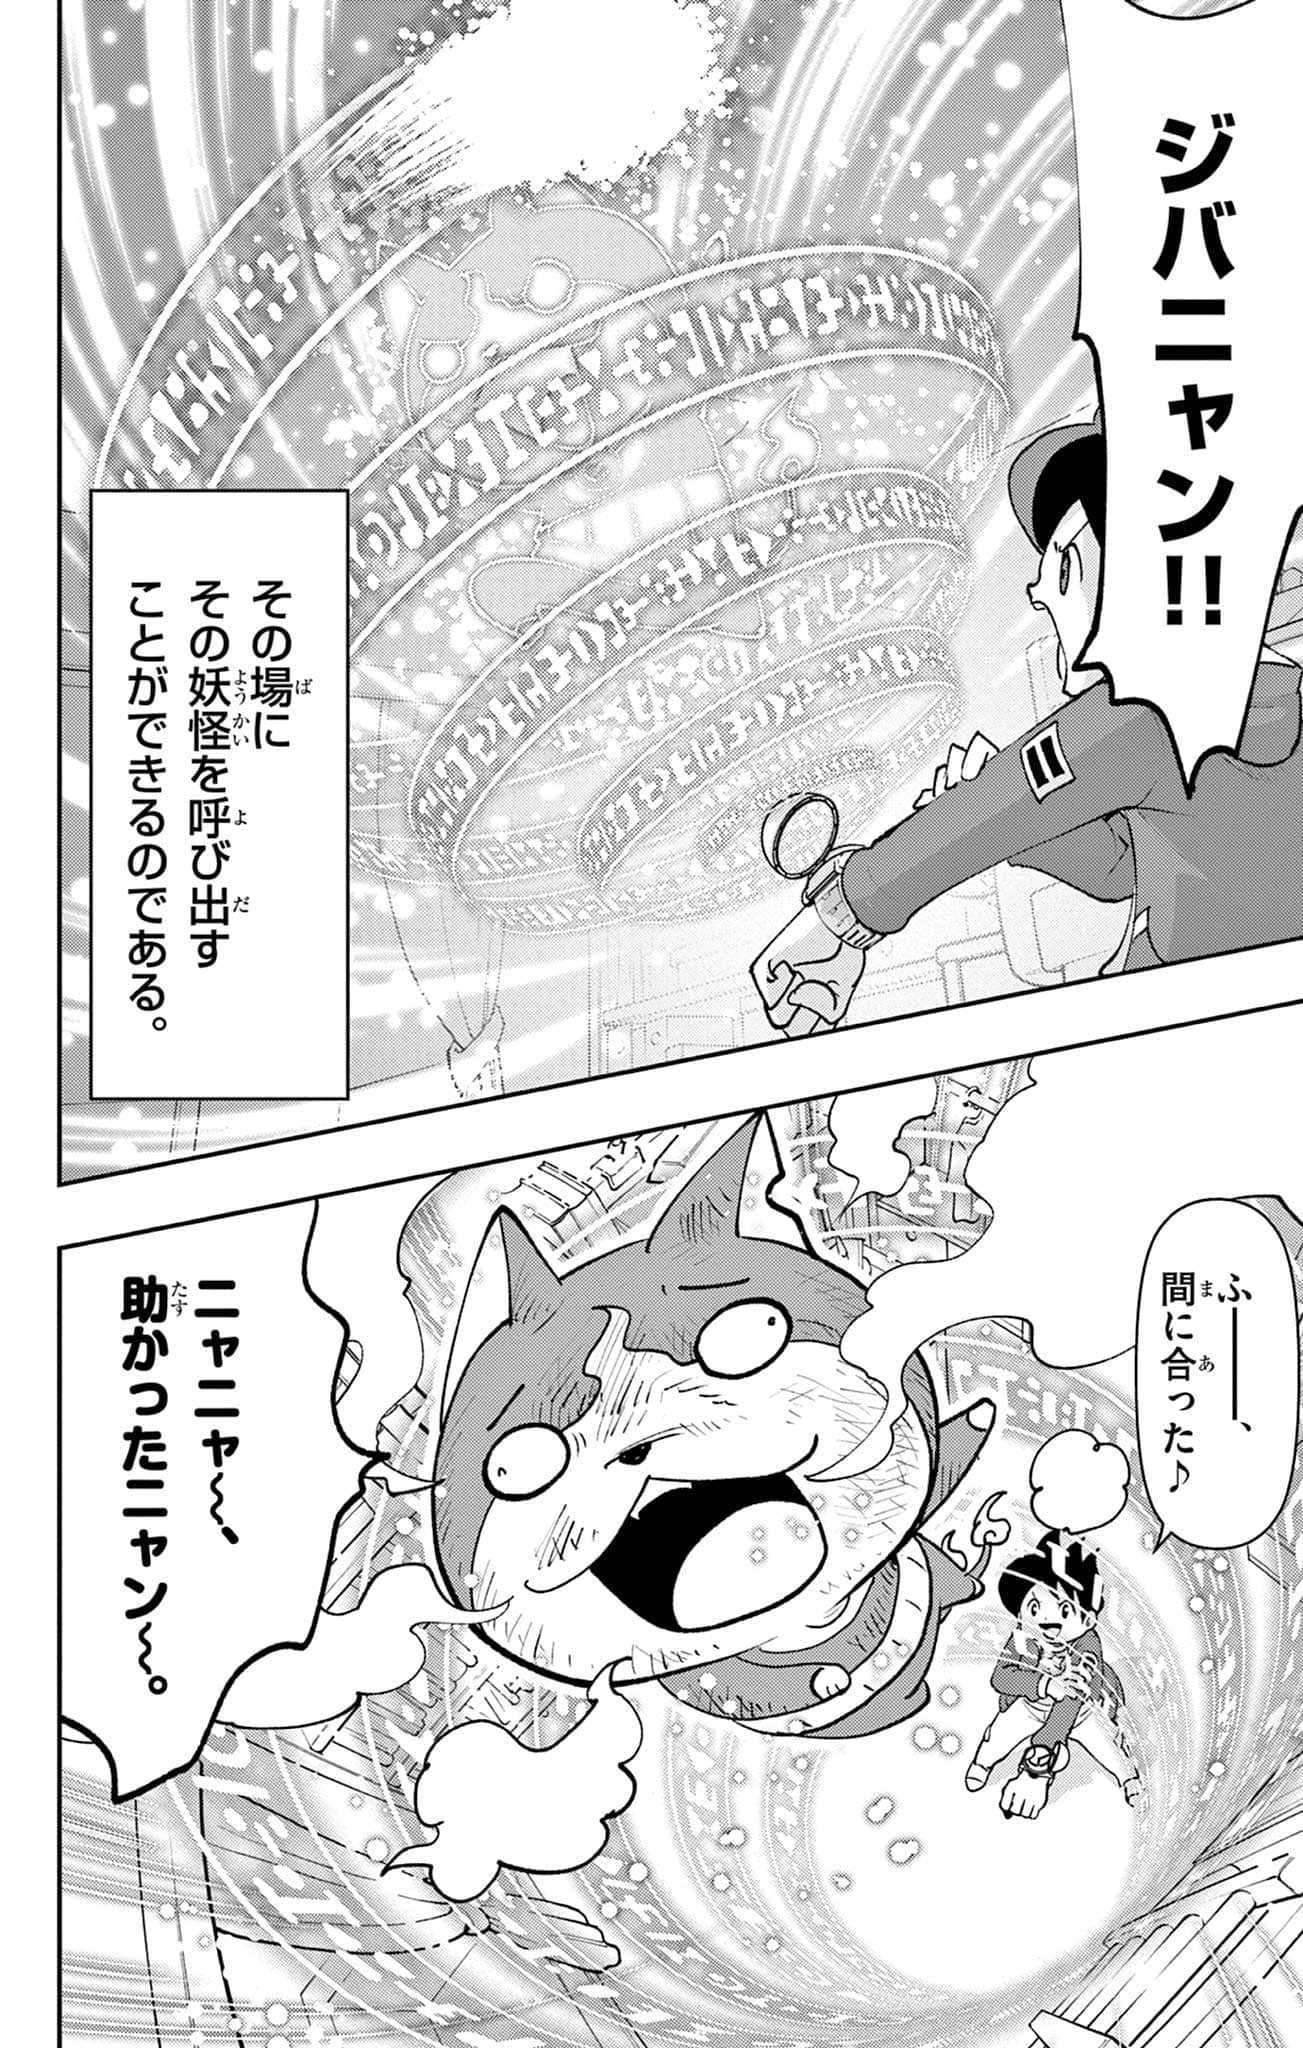 ジバニャン!!
その場に
その妖怪を呼び出す
ことができるのである。
ふ――、
間に合った♪
ニャニャ〜、
助かったニャン〜。